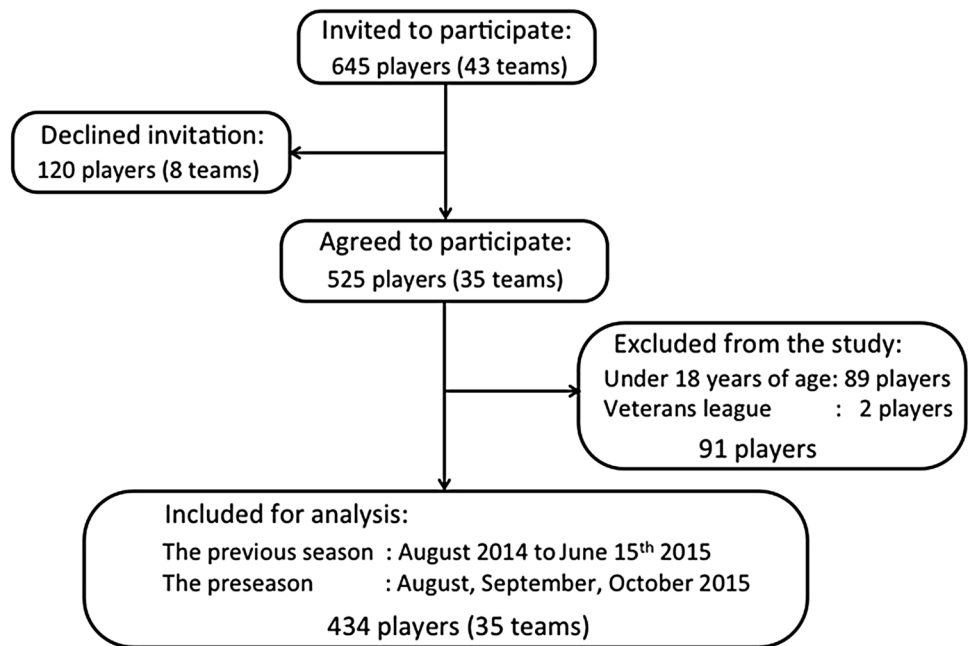 Invited to participate:
645 players (43 teams)
Declined invitation:
120 players (8 teams)
Agreed to participate:
525 players (35 teams)
Excluded from the study:
Under 18 years of age: 89 players
Veterans league : 2 players
91 players
Included for analysis:
The previous season : August 2014 to June 15th 2015
The preseason : August, September, October 2015
434 players (35 teams)